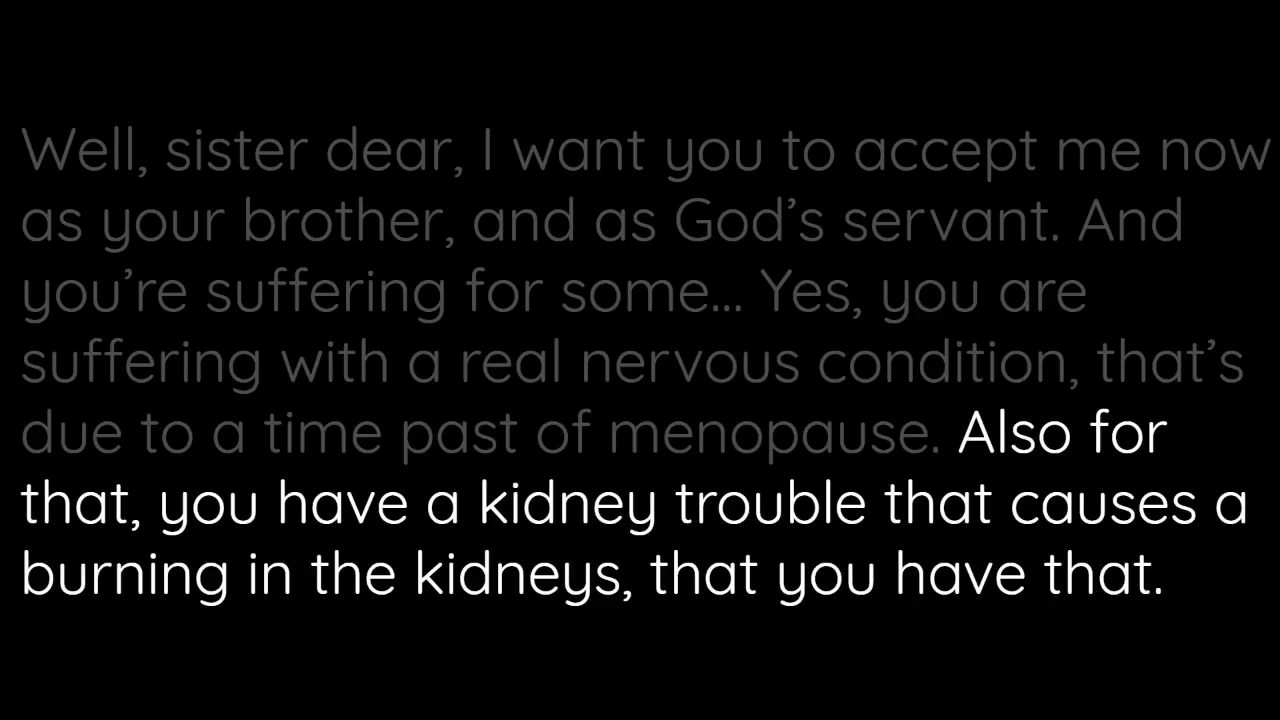 Well, sister dear, I want you to accept me now
as your brother, and as God’s servant. And
you’re suffering for some... Yes, you are
suffering with a real nervous condition, that’s
due to a time past of menopause. Also for
that, you have a kidney trouble that causes a
burning in the kidneys, that you have that.